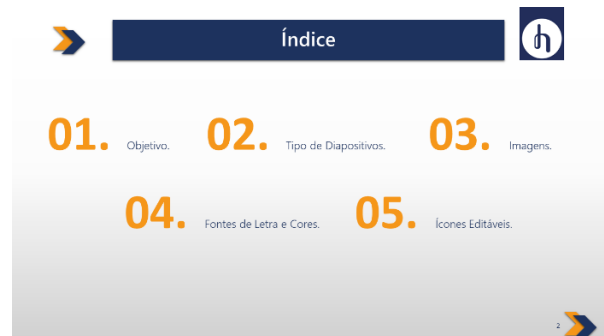 Índice
01. Objetivo. 02. Tipo de Diapositivos. 03. Imagens.
04. Fontes de Letra e Cores. 05. Ícones Editáveis.
2